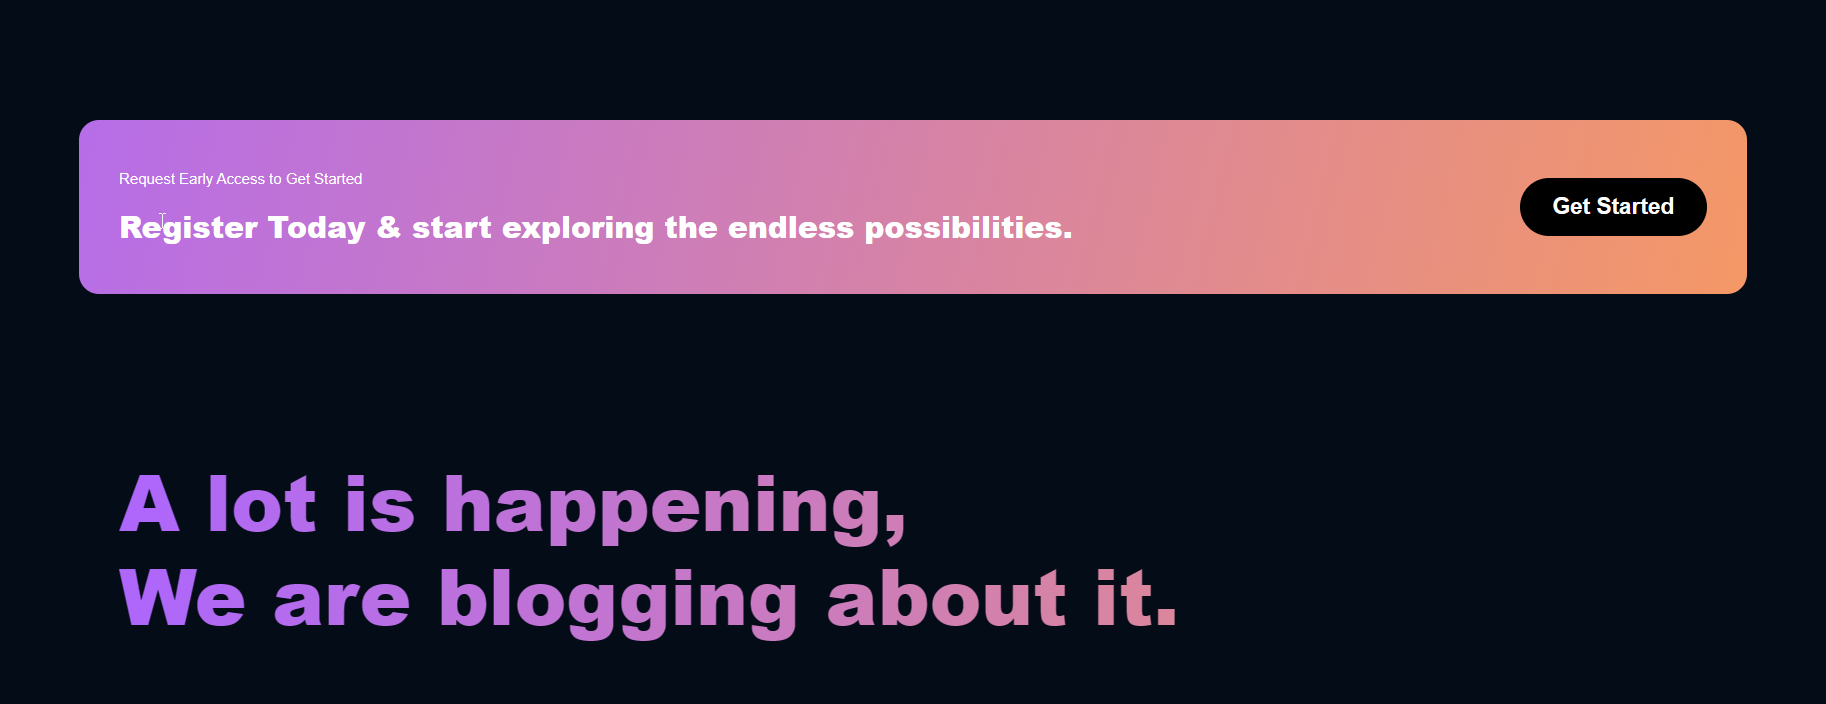 Request Early Access to Get Started
Register Today & start exploring the endless possibilities.
Get Started
A lot is happening,
We are blogging about it.